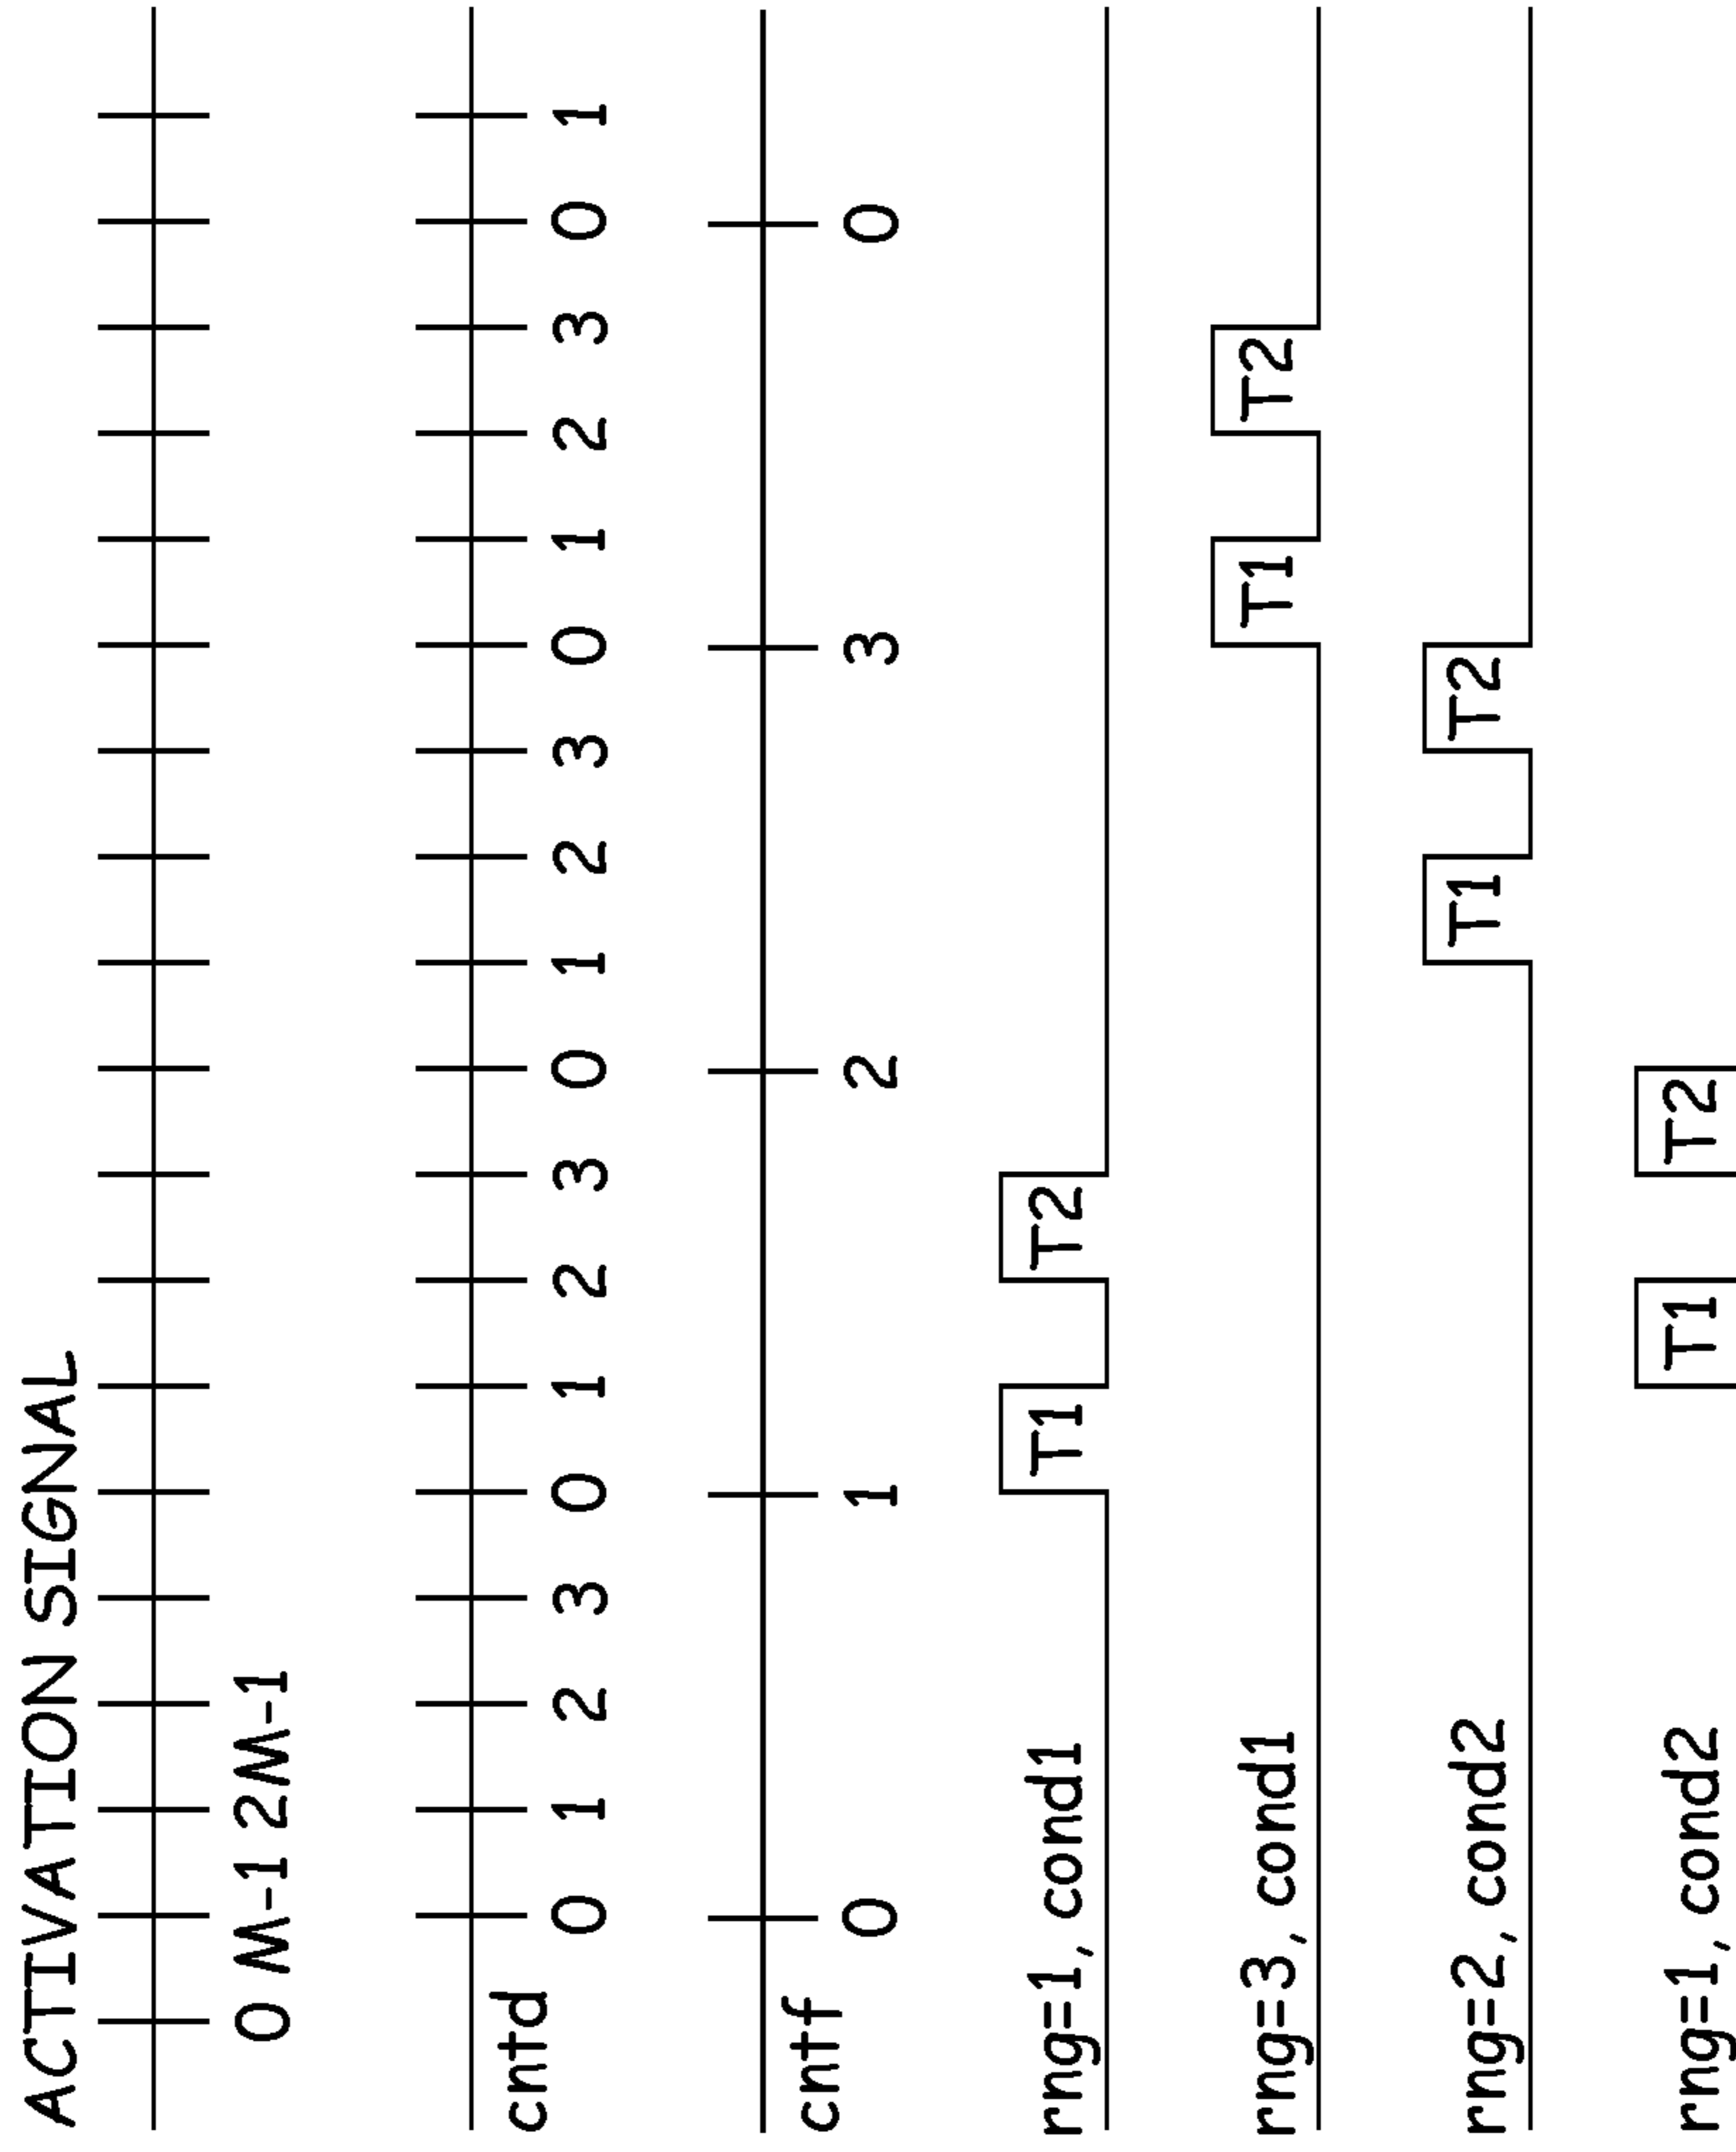 ACTIVATION SIGNAL
0 M-1 2M-1
cntd
0 1 2 3 0 1 2 3 0 1 2 3 0 1 2 3 0 1
cntf
0 1 2 3 0
rng=1, cond1
T1 T2
rng=3, cond1
T1 T2
rng=2, cond2
T1 T2
rng=1, cond2
T1 T2